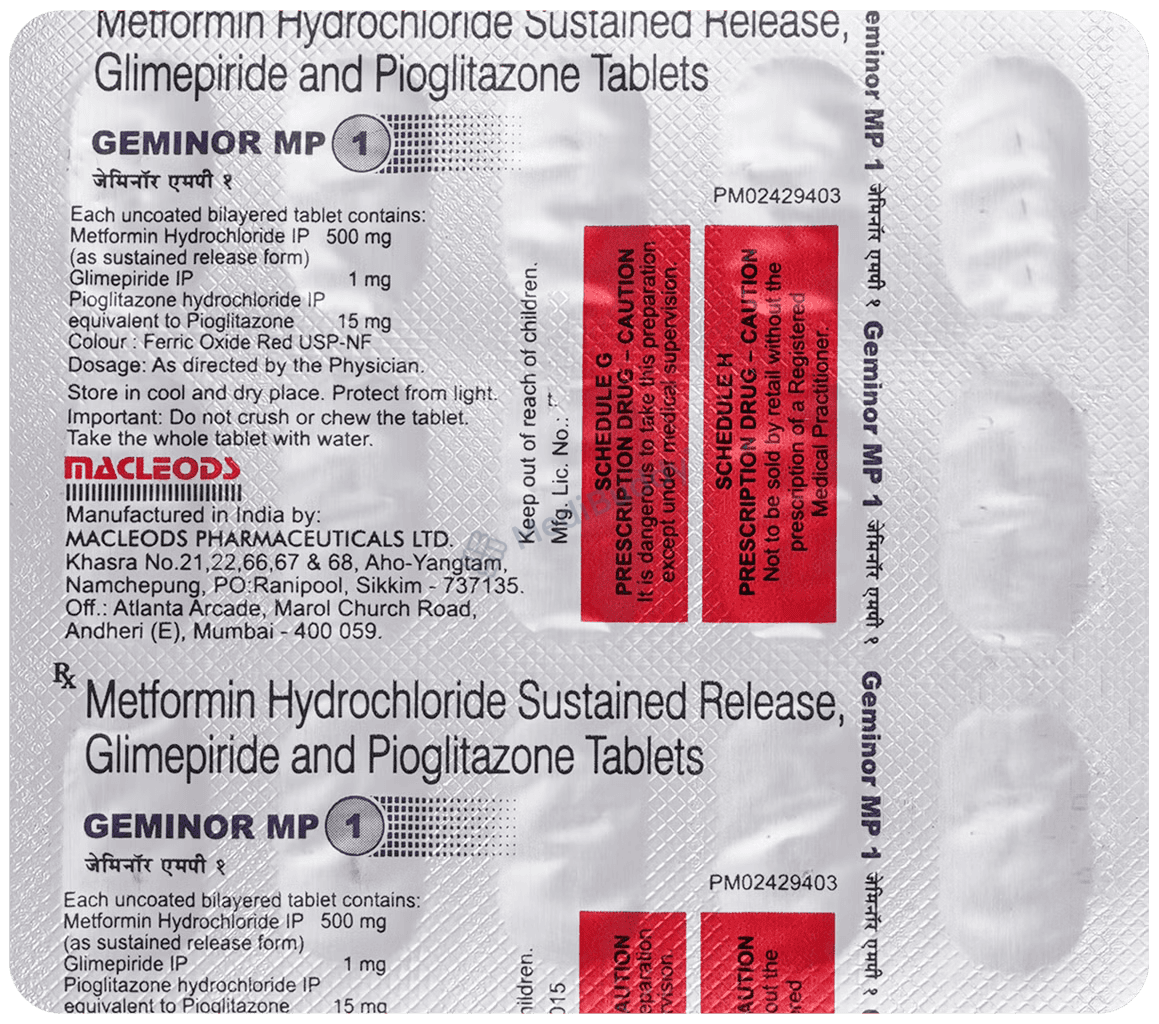 Metformin Hydrochloride Sustained Release,
Glimepiride and Pioglitazone Tablets
GEMINOR MP 1
जेमिनॉर एमपी १
Each uncoated bilayered tablet contains:
Metformin Hydrochloride IP 500 mg
(as sustained release form)
Glimepiride IP 1 mg
Pioglitazone hydrochloride IP
equivalent to Pioglitazone 15 mg
Colour : Ferric Oxide Red USP-NF
Dosage: As directed by the Physician.
Store in cool and dry place. Protect from light.
Important: Do not crush or chew the tablet.
Take the whole tablet with water.
MACLEODS
Manufactured in India by:
MACLEODS PHARMACEUTICALS LTD.
Khasra No.21,22,66,67 & 68, Aho-Yangtam,
Namchepung, PO:Ranipool, Sikkim - 737135.
Off.: Atlanta Arcade, Marol Church Road,
Andheri (E), Mumbai - 400 059.
Keep out of reach of children.
Mfg. Lic. No.:
PM02429403
SCHEDULE G
PRESCRIPTION DRUG – CAUTION
It is dangerous to take this preparation
except under medical supervision.
SCHEDULE H
PRESCRIPTION DRUG – CAUTION
Not to be sold by retail without the
prescription of a Registered
Medical Practitioner.
eminor MP 1 जेमिनॉर एमपी १ Geminor MP 1 जेमिनॉर एमपी १ Geminor MP 1 जेमिनॉर एमपी १ G
Rx
Metformin Hydrochloride Sustained Release,
Glimepiride and Pioglitazone Tablets
GEMINOR MP 1
जेमिनॉर एमपी १
Each uncoated bilayered tablet contains:
Metformin Hydrochloride IP 500 mg
(as sustained release form)
Glimepiride IP 1 mg
Pioglitazone hydrochloride IP
equivalent to Pioglitazone 15 mg
hildren.
015
PM02429403
AUTION
eparation
rvision.
AUTION
out the
red